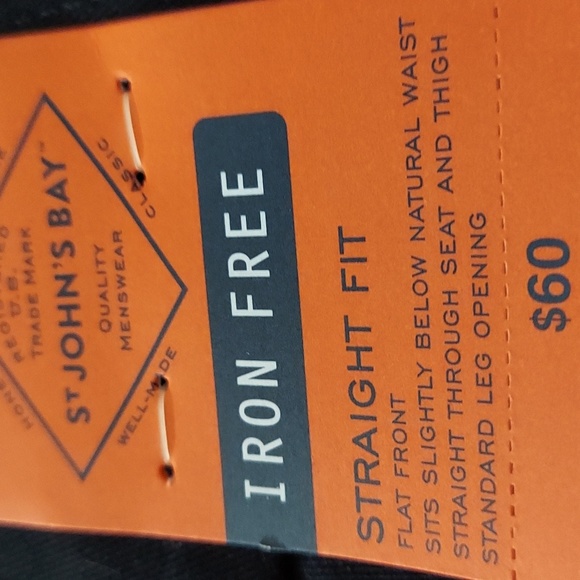 U.S.
TRADE MARK
ST JOHN'S BAY™
QUALITY
MENSWEAR
CLASSIC
WELL-MADE
IRON FREE
STRAIGHT FIT
FLAT FRONT
SITS SLIGHTLY BELOW NATURAL WAIST
STRAIGHT THROUGH SEAT AND THIGH
STANDARD LEG OPENING
$60